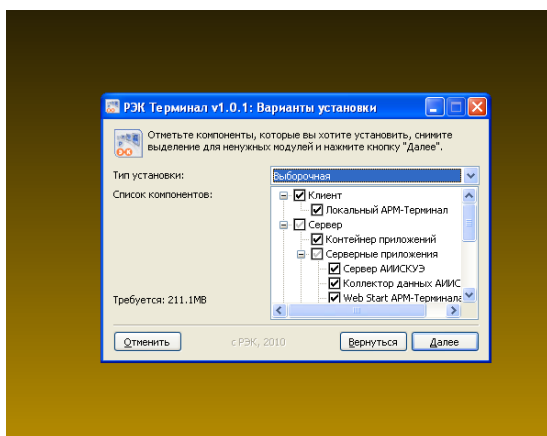 РЭК Терминал v1.0.1: Варианты установки
Отметьте компоненты, которые вы хотите установить, снимите
выделение для ненужных модулей и нажмите кнопку "Далее".
Тип установки:
Выборочная
Список компонентов:
Клиент
Локальный АРМ-Терминал
Сервер
Контейнер приложений
Серверные приложения
Сервер АИИСКУЭ
Коллектор данных АИИС
Web Start АРМ-Терминала
Требуется: 211.1МВ
Отменить
с РЭК, 2010
Вернуться
Далее